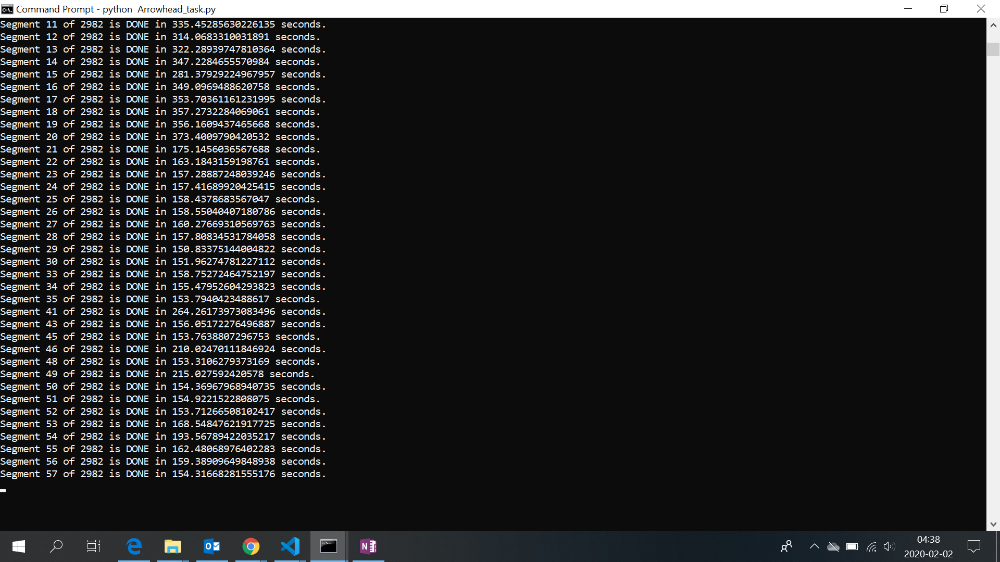 Command Prompt - python  Arrowhead_task.py
Segment 11 of 2982 is DONE in 335.45285630226135 seconds.
Segment 12 of 2982 is DONE in 314.0683310031891 seconds.
Segment 13 of 2982 is DONE in 322.28939747810364 seconds.
Segment 14 of 2982 is DONE in 347.2284655570984 seconds.
Segment 15 of 2982 is DONE in 281.37929224967957 seconds.
Segment 16 of 2982 is DONE in 349.0969488620758 seconds.
Segment 17 of 2982 is DONE in 353.70361161231995 seconds.
Segment 18 of 2982 is DONE in 357.2732284069061 seconds.
Segment 19 of 2982 is DONE in 356.1609437465668 seconds.
Segment 20 of 2982 is DONE in 373.4009790420532 seconds.
Segment 21 of 2982 is DONE in 175.1456036567688 seconds.
Segment 22 of 2982 is DONE in 163.1843159198761 seconds.
Segment 23 of 2982 is DONE in 157.28887248039246 seconds.
Segment 24 of 2982 is DONE in 157.41689920425415 seconds.
Segment 25 of 2982 is DONE in 158.4378683567047 seconds.
Segment 26 of 2982 is DONE in 158.55040407180786 seconds.
Segment 27 of 2982 is DONE in 160.27669310569763 seconds.
Segment 28 of 2982 is DONE in 157.80834531784058 seconds.
Segment 29 of 2982 is DONE in 150.83375144004822 seconds.
Segment 30 of 2982 is DONE in 151.96274781227112 seconds.
Segment 33 of 2982 is DONE in 158.75272464752197 seconds.
Segment 34 of 2982 is DONE in 155.47952604293823 seconds.
Segment 35 of 2982 is DONE in 153.7940423488617 seconds.
Segment 41 of 2982 is DONE in 264.26173973083496 seconds.
Segment 43 of 2982 is DONE in 156.05172276496887 seconds.
Segment 45 of 2982 is DONE in 153.7638807296753 seconds.
Segment 46 of 2982 is DONE in 210.02470111846924 seconds.
Segment 48 of 2982 is DONE in 153.3106279373169 seconds.
Segment 49 of 2982 is DONE in 215.027592420578 seconds.
Segment 50 of 2982 is DONE in 154.36967968940735 seconds.
Segment 51 of 2982 is DONE in 154.9221522808075 seconds.
Segment 52 of 2982 is DONE in 153.71266508102417 seconds.
Segment 53 of 2982 is DONE in 168.54847621917725 seconds.
Segment 54 of 2982 is DONE in 193.56789422035217 seconds.
Segment 55 of 2982 is DONE in 162.48068976402283 seconds.
Segment 56 of 2982 is DONE in 159.38909649848938 seconds.
Segment 57 of 2982 is DONE in 154.31668281555176 seconds.
04:38
2020-02-02